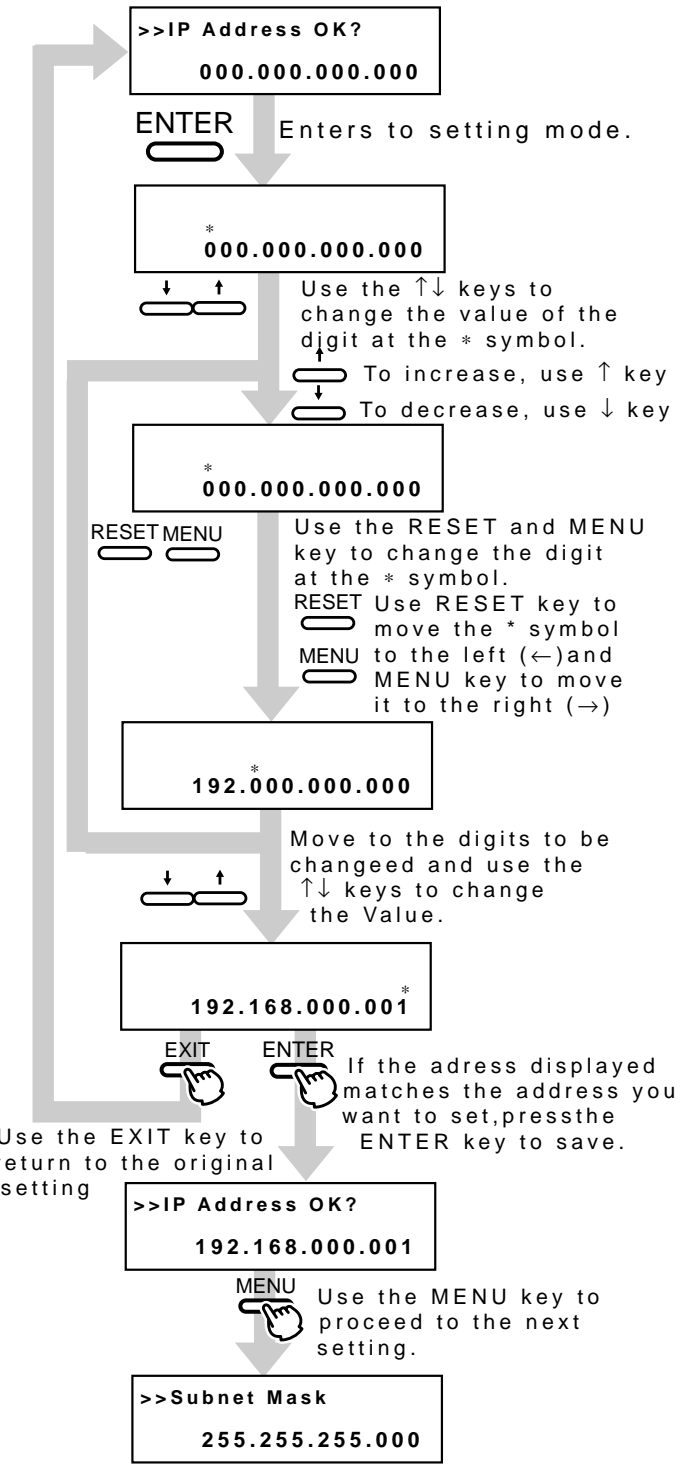 >>IP Address OK?
000.000.000.000
ENTER
Enters to setting mode.
*
000.000.000.000
↓ ↑
Use the ↑↓ keys to
change the value of the
digit at the * symbol.
↑
To increase, use ↑ key
↓
To decrease, use ↓ key
*
000.000.000.000
RESET MENU
Use the RESET and MENU
key to change the digit
at the * symbol.
RESET Use RESET key to
move the * symbol
MENU to the left (←)and
MENU key to move
it to the right (→)
*
192.000.000.000
Move to the digits to be
changeed and use the
↑↓ keys to change
the Value.
↓ ↑
*
192.168.000.001
EXIT
ENTER
If the adress displayed
matches the address you
want to set,pressthe
ENTER key to save.
Use the EXIT key to
return to the original
setting
>>IP Address OK?
192.168.000.001
MENU
Use the MENU key to
proceed to the next
setting.
>>Subnet Mask
255.255.255.000